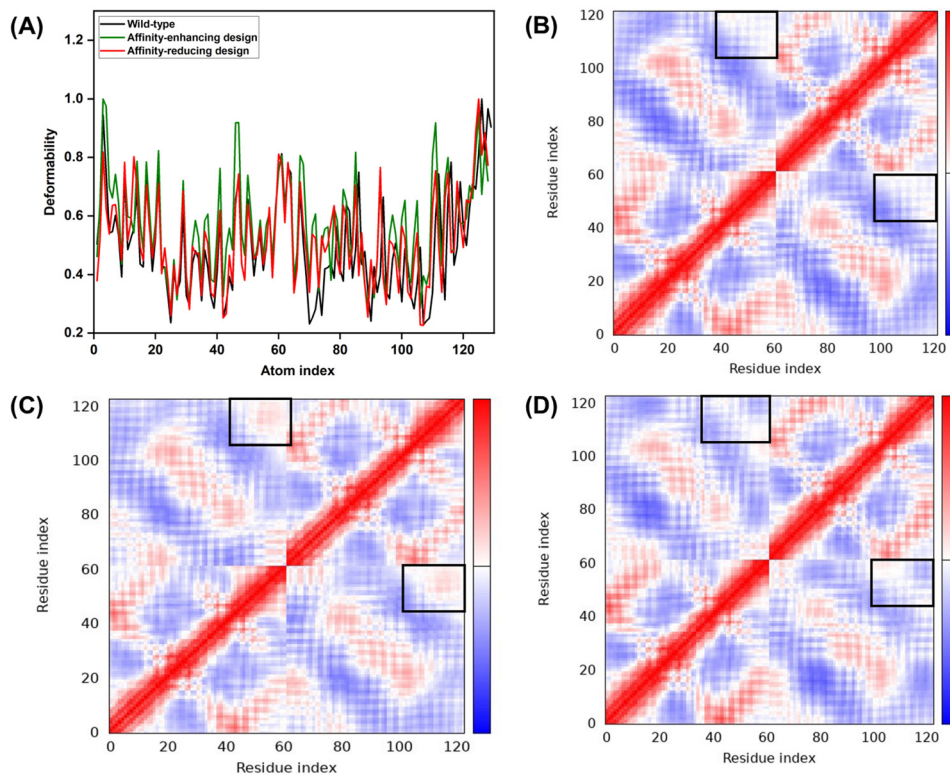 (A)
Wild-type
Affinity-enhancing design
Affinity-reducing design
Deformability
1.2
1.0
0.8
0.6
0.4
0.2
0 20 40 60 80 100 120
Atom index
(B)
Residue index
120
100
80
60
40
20
0
0 20 40 60 80 100 120
Residue index
(C)
Residue index
120
100
80
60
40
20
0
0 20 40 60 80 100 120
Residue index
(D)
Residue index
120
100
80
60
40
20
0
0 20 40 60 80 100 120
Residue index